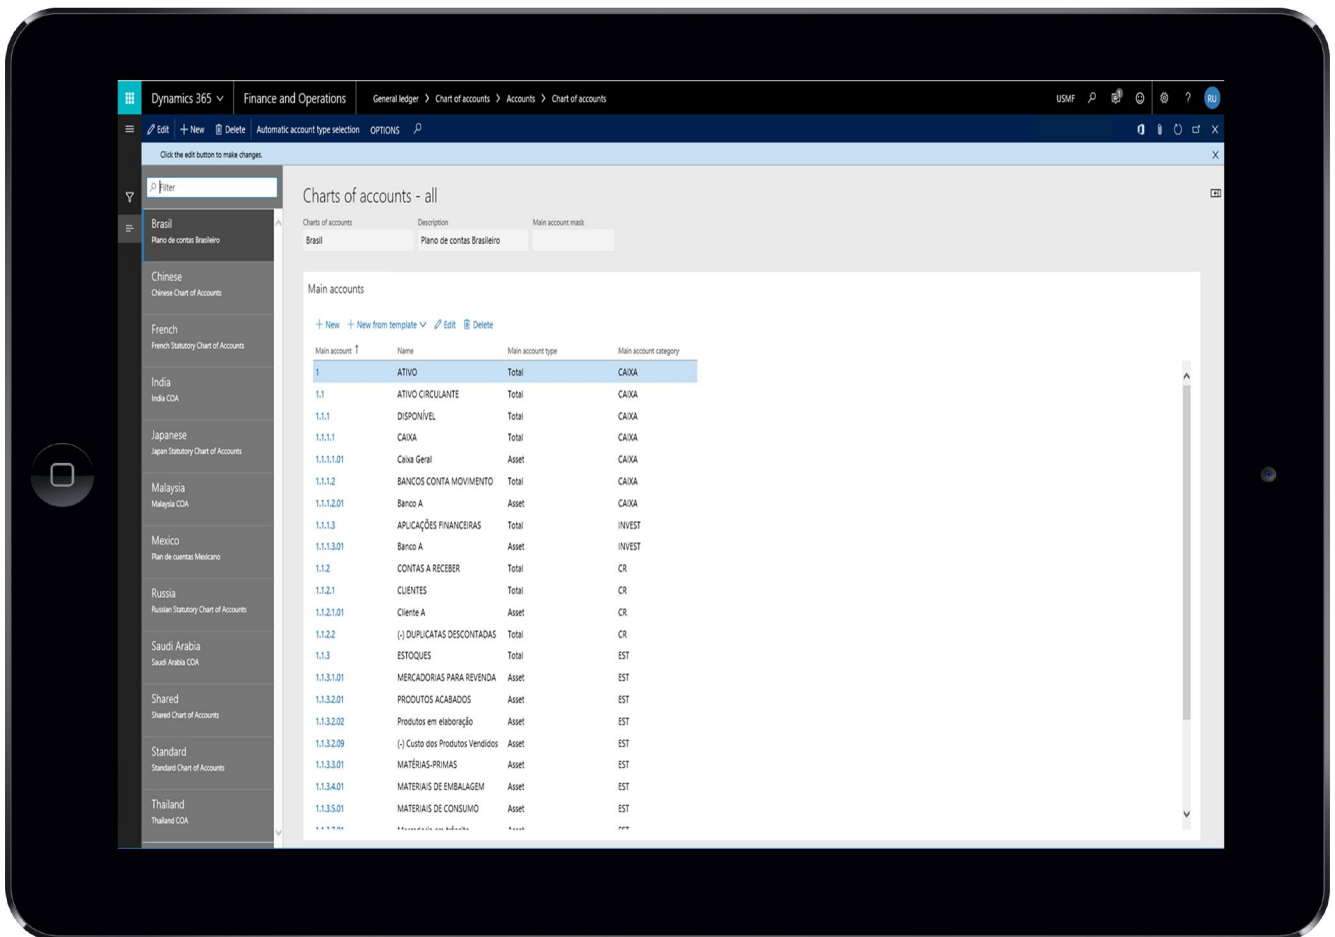 Dynamics 365 Finance and Operations General ledger > Chart of accounts > Accounts > Chart of accounts USMF 1 ? RU
Edit + New Delete Automatic account type selection OPTIONS
Click the edit button to make changes.
Filter
Brasil
Plano de contas Brasileiro
Chinese
Chinese Chart of Accounts
French
French Statutory Chart of Accounts
India
India COA
Japanese
Japan Statutory Chart of Accounts
Malaysia
Malaysia COA
Mexico
Plan de cuentas Mexicano
Russia
Russian Statutory Chart of Accounts
Saudi Arabia
Saudi Arabia COA
Shared
Shared Chart of Accounts
Standard
Standard Chart of Accounts
Thailand
Thailand COA
Charts of accounts - all
Charts of accounts Description Main account mask
Brasil Plano de contas Brasileiro
Main accounts
+ New + New from template Edit Delete
Main account ↑ Name Main account type Main account category
1 ATIVO Total CAIXA
1.1 ATIVO CIRCULANTE Total CAIXA
1.1.1 DISPONÍVEL Total CAIXA
1.1.1.1 CAIXA Total CAIXA
1.1.1.1.01 Caixa Geral Asset CAIXA
1.1.1.2 BANCOS CONTA MOVIMENTO Total CAIXA
1.1.1.2.01 Banco A Asset CAIXA
1.1.1.3 APLICAÇÕES FINANCEIRAS Total INVEST
1.1.1.3.01 Banco A Asset INVEST
1.1.2 CONTAS A RECEBER Total CR
1.1.2.1 CLIENTES Total CR
1.1.2.1.01 Cliente A Asset CR
1.1.2.2 (-) DUPLICATAS DESCONTADAS Total CR
1.1.3 ESTOQUES Total EST
1.1.3.1.01 MERCADORIAS PARA REVENDA Asset EST
1.1.3.2.01 PRODUTOS ACABADOS Asset EST
1.1.3.2.02 Produtos em elaboração Asset EST
1.1.3.2.09 (-) Custo dos Produtos Vendidos Asset EST
1.1.3.3.01 MATÉRIAS-PRIMAS Asset EST
1.1.3.4.01 MATERIAIS DE EMBALAGEM Asset EST
1.1.3.5.01 MATERIAIS DE CONSUMO Asset EST